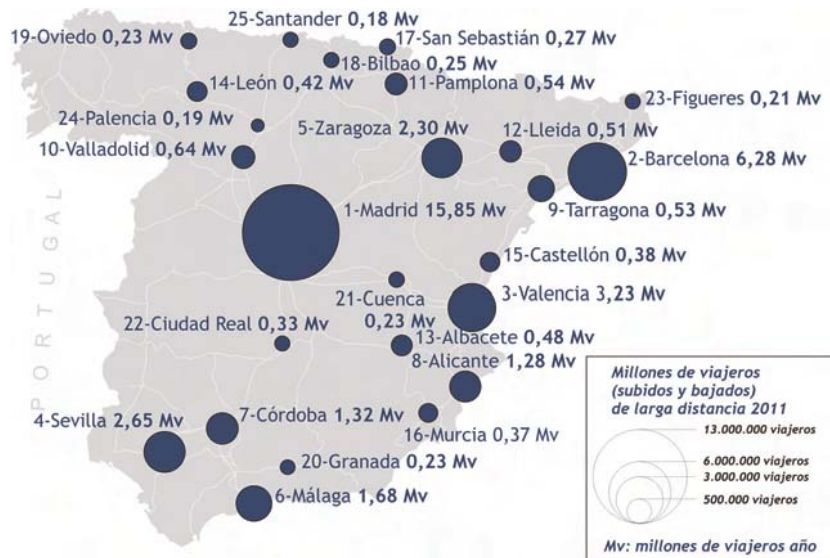 25-Santander 0,18 Mv
19-Oviedo 0,23 Mv
17-San Sebastián 0,27 Mv
18-Bilbao 0,25 Mv
14-León 0,42 Mv
11-Pamplona 0,54 Mv
23-Figueres 0,21 Mv
24-Palencia 0,19 Mv
5-Zaragoza 2,30 Mv
12-Lleida 0,51 Mv
10-Valladolid 0,64 Mv
2-Barcelona 6,28 Mv
1-Madrid 15,85 Mv
9-Tarragona 0,53 Mv
PORTUGAL
15-Castellón 0,38 Mv
21-Cuenca
0,23 Mv
3-Valencia 3,23 Mv
22-Ciudad Real 0,33 Mv
13-Albacete 0,48 Mv
8-Alicante 1,28 Mv
4-Sevilla 2,65 Mv
7-Córdoba 1,32 Mv
16-Murcia 0,37 Mv
20-Granada 0,23 Mv
6-Málaga 1,68 Mv
Millones de viajeros
(subidos y bajados)
de larga distancia 2011
13.000.000 viajeros
6.000.000 viajeros
3.000.000 viajeros
500.000 viajeros
Mv: millones de viajeros año